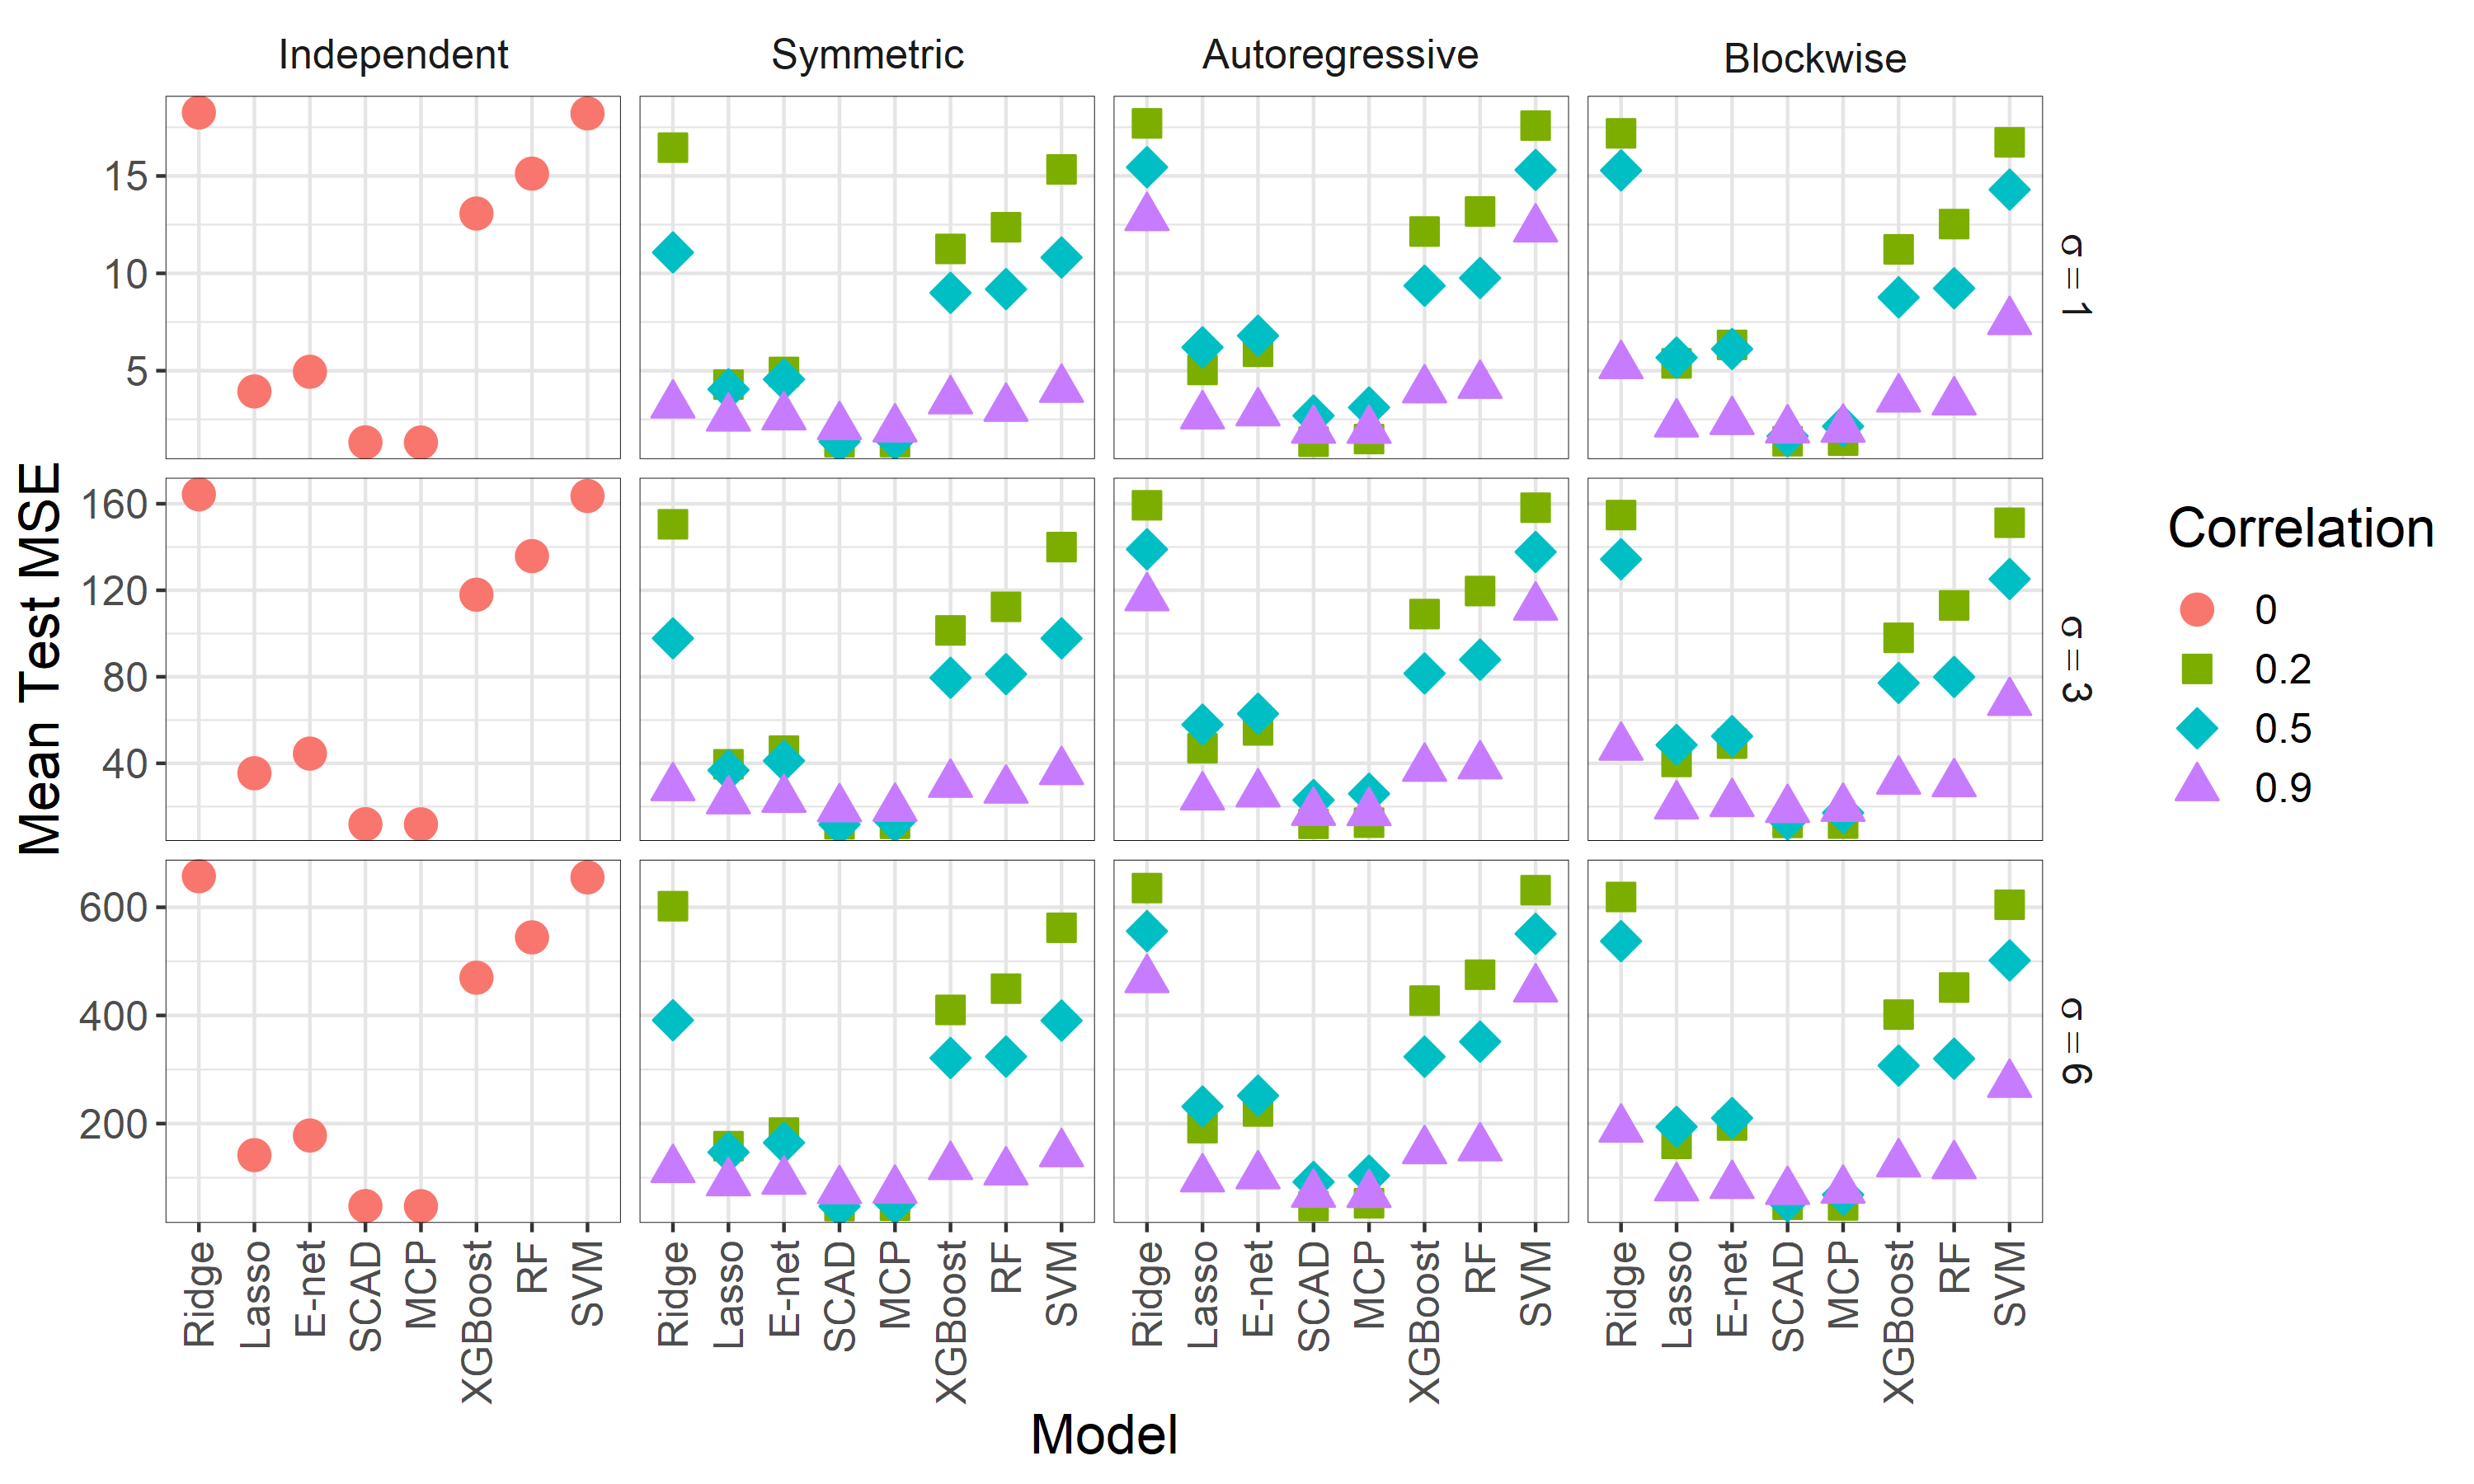 Independent
Symmetric
Autoregressive
Blockwise
Mean Test MSE
15
10
5
σ = 1
160
120
80
40
σ = 3
600
400
200
σ = 6
Ridge
Lasso
E-net
SCAD
MCP
XGBoost
RF
SVM
Ridge
Lasso
E-net
SCAD
MCP
XGBoost
RF
SVM
Ridge
Lasso
E-net
SCAD
MCP
XGBoost
RF
SVM
Ridge
Lasso
E-net
SCAD
MCP
XGBoost
RF
SVM
Model
Correlation
0
0.2
0.5
0.9